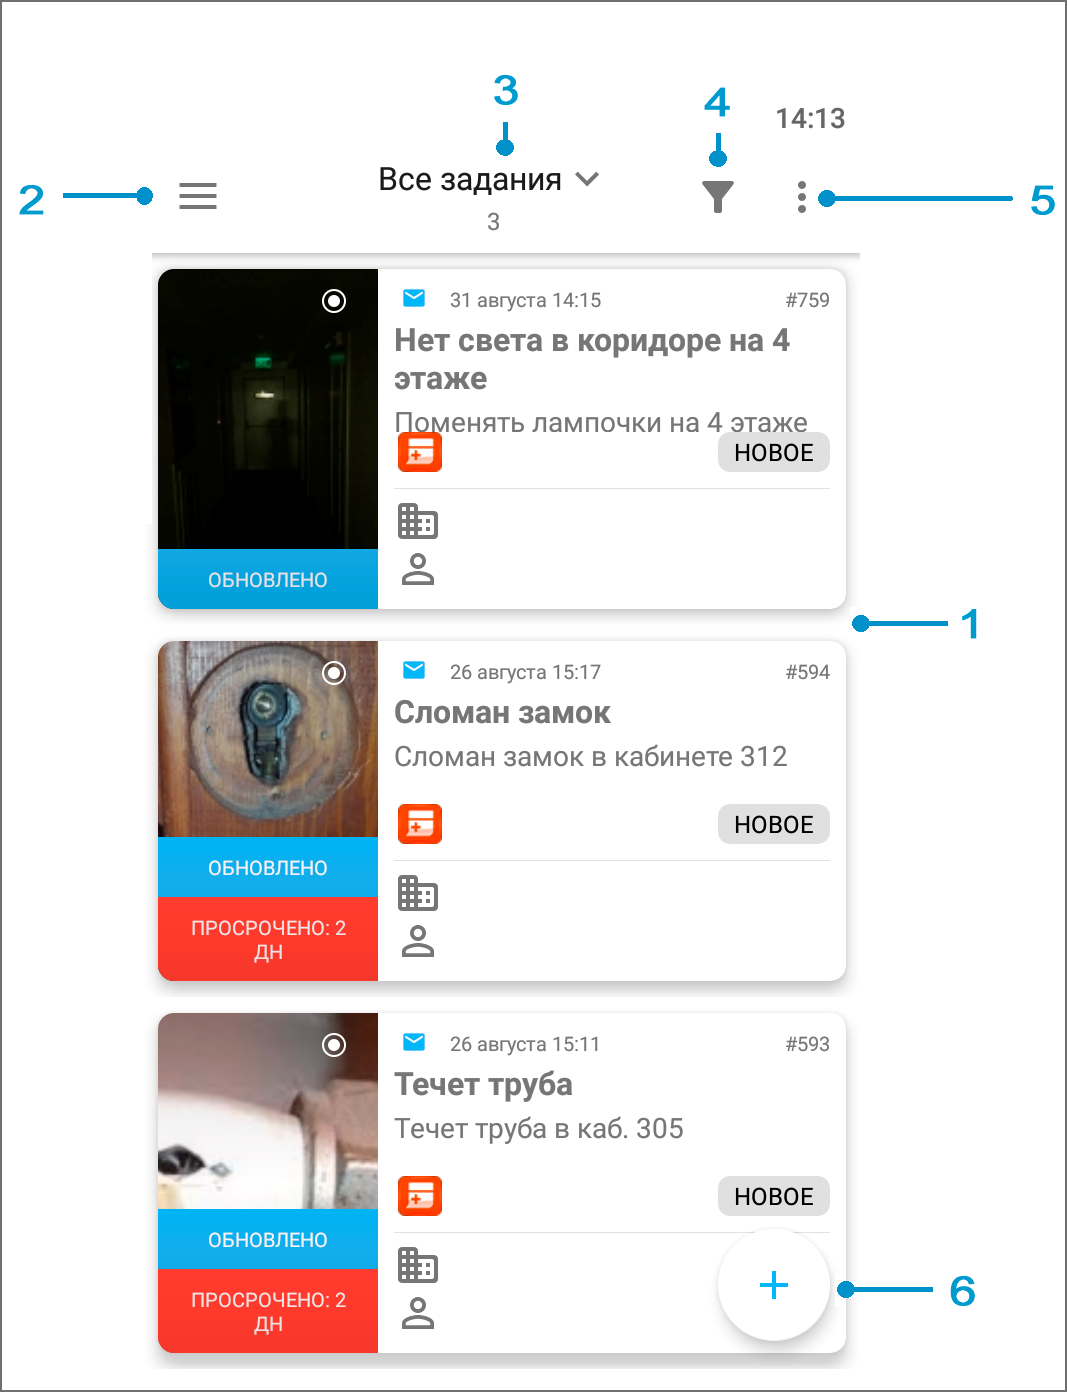 3
4
14:13
2
Все задания
3
5
31 августа 14:15
#759
Нет света в коридоре на 4
этаже
Поменять лампочки на 4 этаже
НОВОЕ
ОБНОВЛЕНО
1
26 августа 15:17
#594
Сломан замок
Сломан замок в кабинете 312
НОВОЕ
ОБНОВЛЕНО
ПРОСРОЧЕНО: 2
ДН
26 августа 15:11
#593
Течет труба
Течет труба в каб. 305
НОВОЕ
ОБНОВЛЕНО
ПРОСРОЧЕНО: 2
ДН
6